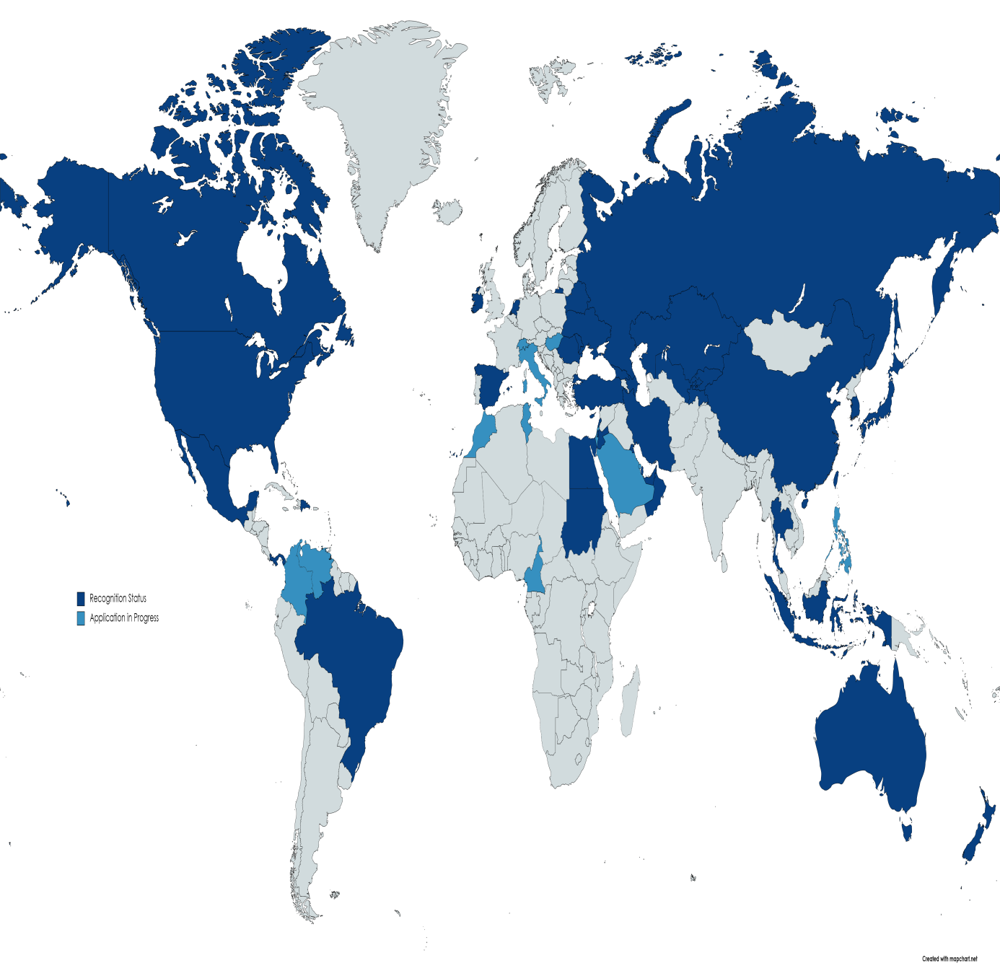 Recognition Status
Application in Progress
Created with mapchart.net